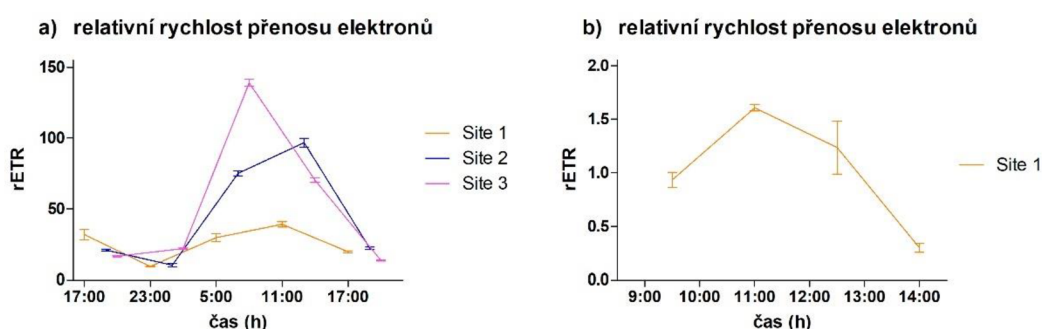 a) relativní rychlost přenosu elektronů
150
100
50
0
rETR
17:00 23:00 5:00 11:00 17:00
čas (h)
Site 1
Site 2
Site 3
b) relativní rychlost přenosu elektronů
2.0
1.5
1.0
0.5
0.0
rETR
9:00 10:00 11:00 12:00 13:00 14:00
čas (h)
Site 1